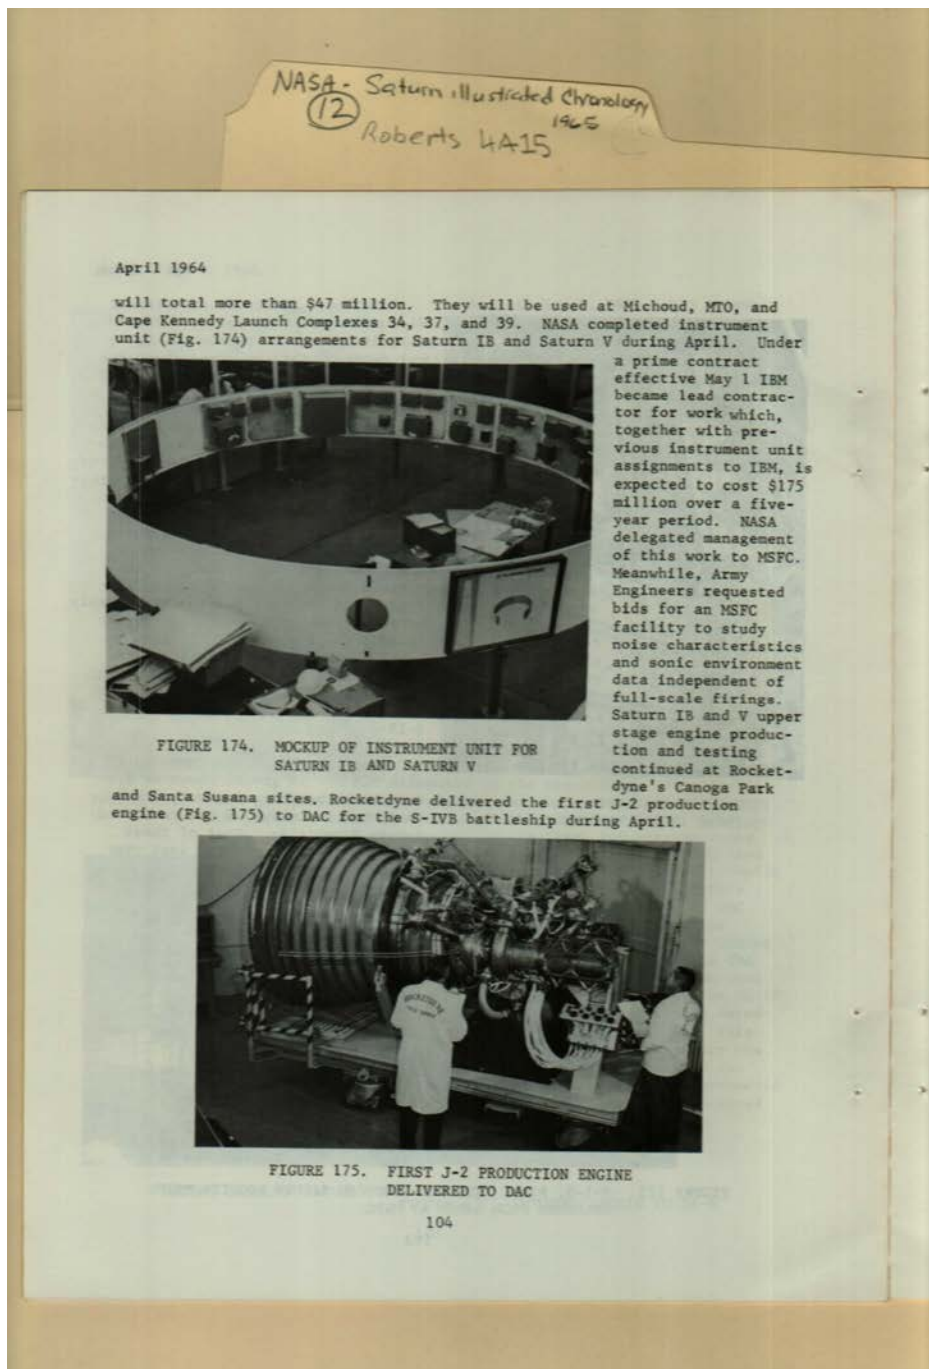 NASA - Saturn illustrated Chronology
12
1965
Roberts 4A15
April 1964
will total more than $47 million. They will be used at Michoud, MTO, and
Cape Kennedy Launch Complexes 34, 37, and 39. NASA completed instrument
unit (Fig. 174) arrangements for Saturn IB and Saturn V during April. Under
a prime contract
effective May 1 IBM
became lead contrac-
tor for work which,
together with pre-
vious instrument unit
assignments to IBM, is
expected to cost $175
million over a five-
year period. NASA
delegated management
of this work to MSFC.
Meanwhile, Army
Engineers requested
bids for an MSFC
facility to study
noise characteristics
and sonic environment
data independent of
full-scale firings.
Saturn IB and V upper
stage engine produc-
tion and testing
continued at Rocket-
dyne's Canoga Park
FIGURE 174. MOCKUP OF INSTRUMENT UNIT FOR
SATURN IB AND SATURN V
and Santa Susana sites. Rocketdyne delivered the first J-2 production
engine (Fig. 175) to DAC for the S-IVB battleship during April.
ROCKETDYNE
FIGURE 175. FIRST J-2 PRODUCTION ENGINE
DELIVERED TO DAC
104